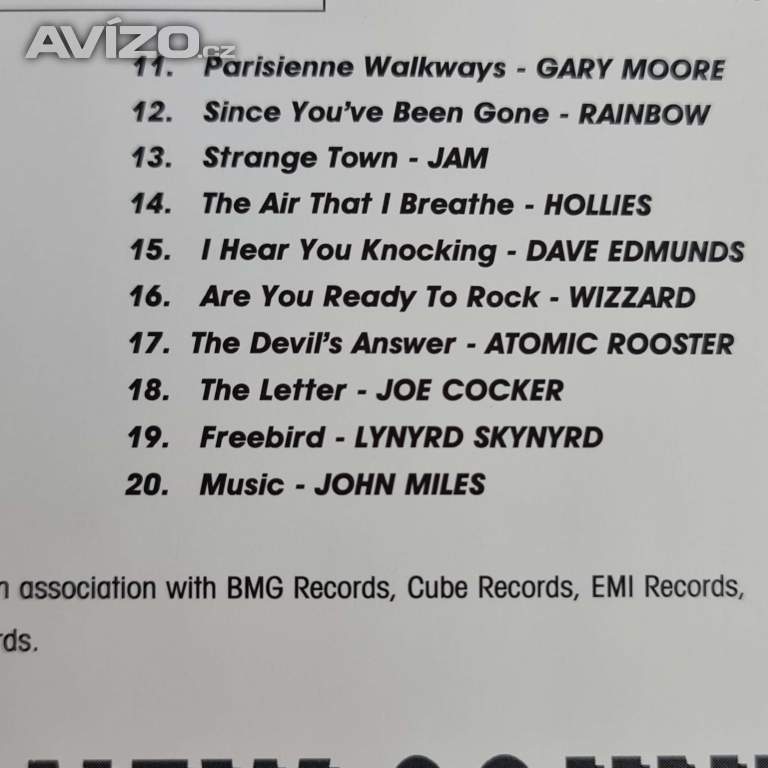 AVÍZO.cz
11. Parisienne Walkways - GARY MOORE
12. Since You've Been Gone - RAINBOW
13. Strange Town - JAM
14. The Air That I Breathe - HOLLIES
15. I Hear You Knocking - DAVE EDMUNDS
16. Are You Ready To Rock - WIZZARD
17. The Devil's Answer - ATOMIC ROOSTER
18. The Letter - JOE COCKER
19. Freebird - LYNYRD SKYNYRD
20. Music - JOHN MILES
association with BMG Records, Cube Records, EMI Records,